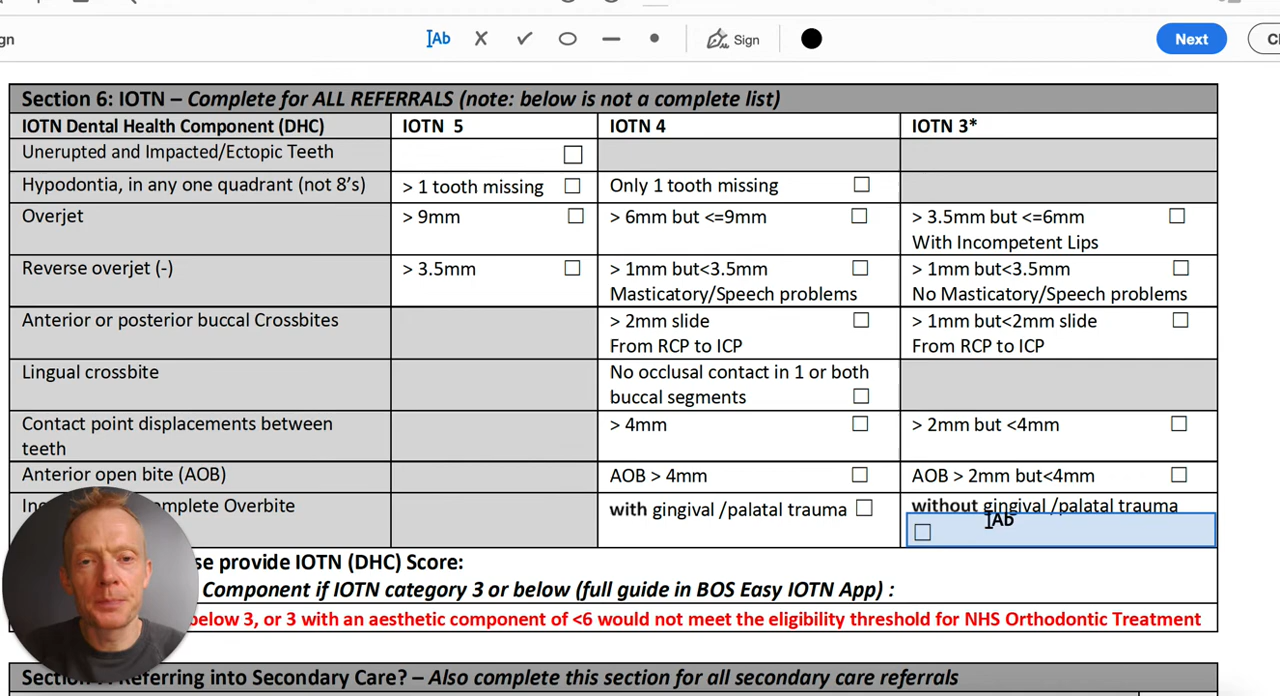 gn
Ab
Sign
Next
Section 6: IOTN – Complete for ALL REFERRALS (note: below is not a complete list)
IOTN Dental Health Component (DHC) IOTN 5 IOTN 4 IOTN 3*
Unerupted and Impacted/Ectopic Teeth ☐
Hypodontia, in any one quadrant (not 8's) > 1 tooth missing ☐ Only 1 tooth missing ☐
Overjet > 9mm ☐ > 6mm but <=9mm ☐ > 3.5mm but <=6mm ☐
With Incompetent Lips
Reverse overjet (-) > 3.5mm ☐ > 1mm but<3.5mm ☐ > 1mm but<3.5mm ☐
Masticatory/Speech problems No Masticatory/Speech problems
Anterior or posterior buccal Crossbites > 2mm slide ☐ > 1mm but<2mm slide ☐
From RCP to ICP From RCP to ICP
Lingual crossbite No occlusal contact in 1 or both
buccal segments ☐
Contact point displacements between > 4mm ☐ > 2mm but <4mm ☐
teeth
Anterior open bite (AOB) AOB > 4mm ☐ AOB > 2mm but<4mm ☐
Overbite with gingival /palatal trauma ☐ without gingival /palatal trauma
Ab
☐
provide IOTN (DHC) Score:
Component if IOTN category 3 or below (full guide in BOS Easy IOTN App) :
below 3, or 3 with an aesthetic component of <6 would not meet the eligibility threshold for NHS Orthodontic Treatment
Referring into Secondary Care? – Also complete this section for all secondary care referrals